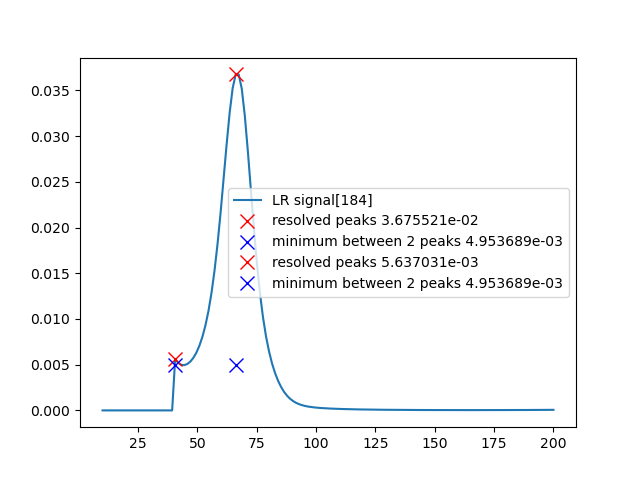 0.035
0.030
0.025
0.020
0.015
0.010
0.005
0.000
LR signal[184]
resolved peaks 3.675521e-02
minimum between 2 peaks 4.953689e-03
resolved peaks 5.637031e-03
minimum between 2 peaks 4.953689e-03
25 50 75 100 125 150 175 200